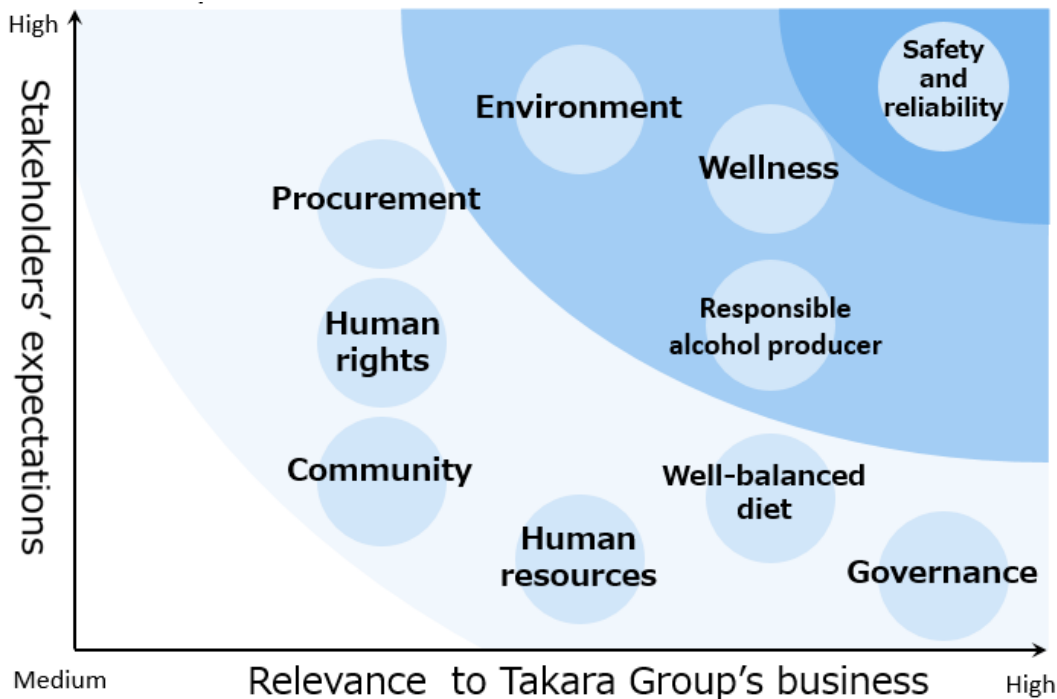 High
Stakeholders’ expectations
Safety
and
reliability
Environment
Wellness
Procurement
Responsible
alcohol producer
Human
rights
Community
Well-balanced
diet
Human
resources
Governance
Medium
Relevance to Takara Group’s business
High